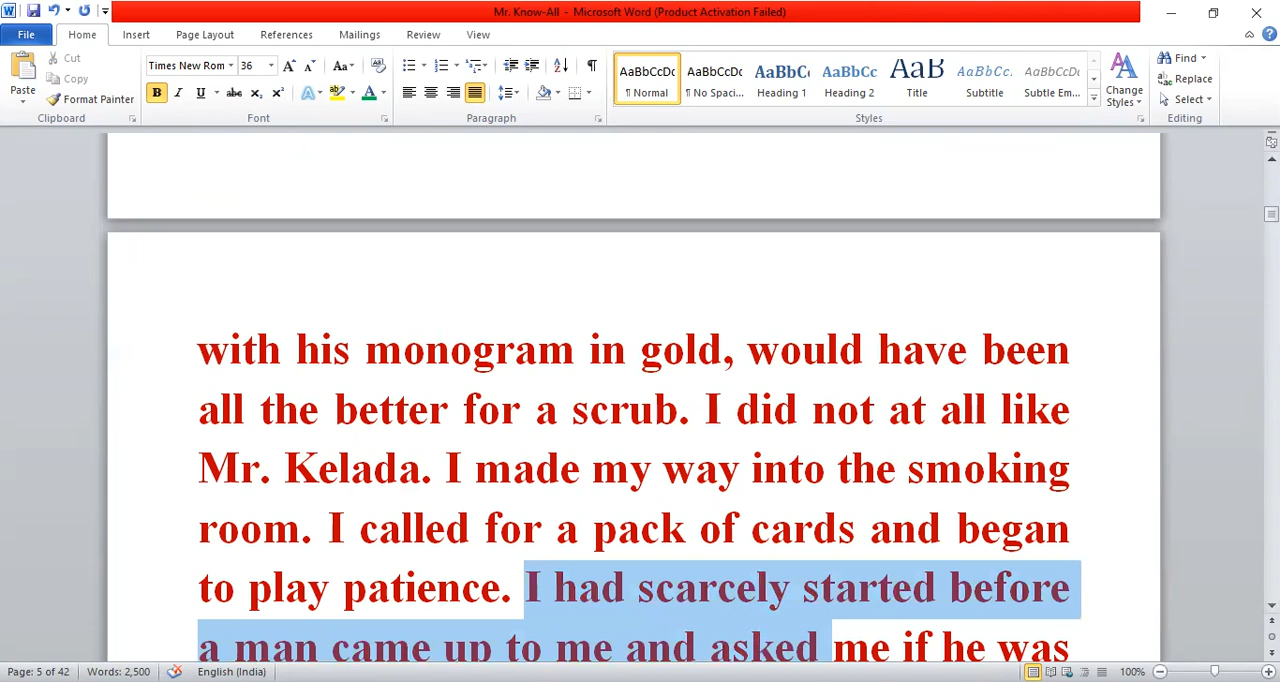 Mr. Know-All - Microsoft Word (Product Activation Failed)
File Home Insert Page Layout References Mailings Review View
Paste
Cut
Copy
Format Painter
Clipboard
Times New Rom 36
Font
Paragraph
AaBbCcDc AaBbCcDc AaBbC AaBbCc AaB AaBbCc. AaBbCcDc
¶ Normal ¶ No Spaci... Heading 1 Heading 2 Title Subtitle Subtle Em...
Change Styles
Styles
Find
Replace
Select
Editing
with his monogram in gold, would have been
all the better for a scrub. I did not at all like
Mr. Kelada. I made my way into the smoking
room. I called for a pack of cards and began
to play patience. I had scarcely started before
a man came up to me and asked me if he was
Page: 5 of 42 Words: 2,500 English (India) 100%